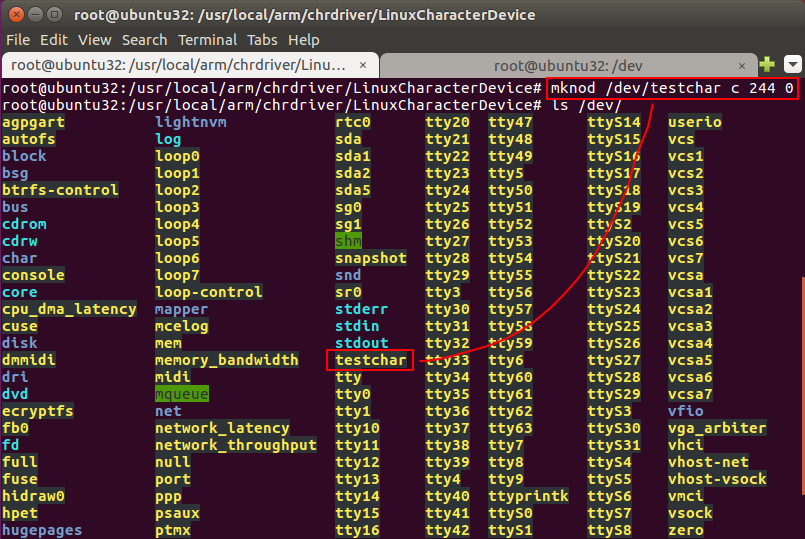 root@ubuntu32: /usr/local/arm/chrdriver/LinuxCharacterDevice
File Edit View Search Terminal Tabs Help
root@ubuntu32: /usr/local/arm/chrdriver/Linu... × root@ubuntu32: /dev ×
root@ubuntu32:/usr/local/arm/chrdriver/LinuxCharacterDevice# mknod /dev/testchar c 244 0
root@ubuntu32:/usr/local/arm/chrdriver/LinuxCharacterDevice# ls /dev/
agpgart lightnvm rtc0 tty20 tty47 ttyS14 userio
autofs log sda tty21 tty48 ttyS15 vcs
block loop0 sda1 tty22 tty49 ttyS16 vcs1
bsg loop1 sda2 tty23 tty5 ttyS17 vcs2
btrfs-control loop2 sda5 tty24 tty50 ttyS18 vcs3
bus loop3 sg0 tty25 tty51 ttyS19 vcs4
cdrom loop4 sg1 tty26 tty52 ttyS2 vcs5
cdrw loop5 shm tty27 tty53 ttyS20 vcs6
char loop6 snapshot tty28 tty54 ttyS21 vcs7
console loop7 snd tty29 tty55 ttyS22 vcsa
core loop-control sr0 tty3 tty56 ttyS23 vcsa1
cpu_dma_latency mapper stderr tty30 tty57 ttyS24 vcsa2
cuse mcelog stdin tty31 tty58 ttyS25 vcsa3
disk mem stdout tty32 tty59 ttyS26 vcsa4
dmmidi memory_bandwidth testchar tty33 tty6 ttyS27 vcsa5
dri midi tty tty34 tty60 ttyS28 vcsa6
dvd mqueue tty0 tty35 tty61 ttyS29 vcsa7
ecryptfs net tty1 tty36 tty62 ttyS3 vfio
fb0 network_latency tty10 tty37 tty63 ttyS30 vga_arbiter
fd network_throughput tty11 tty38 tty7 ttyS31 vhci
full null tty12 tty39 tty8 ttyS4 vhost-net
fuse port tty13 tty4 tty9 ttyS5 vhost-vsock
hidraw0 ppp tty14 tty40 ttyprintk ttyS6 vmci
hpet psaux tty15 tty41 ttyS0 ttyS7 vsock
hugepages ptmx tty16 tty42 ttyS1 ttyS8 zero